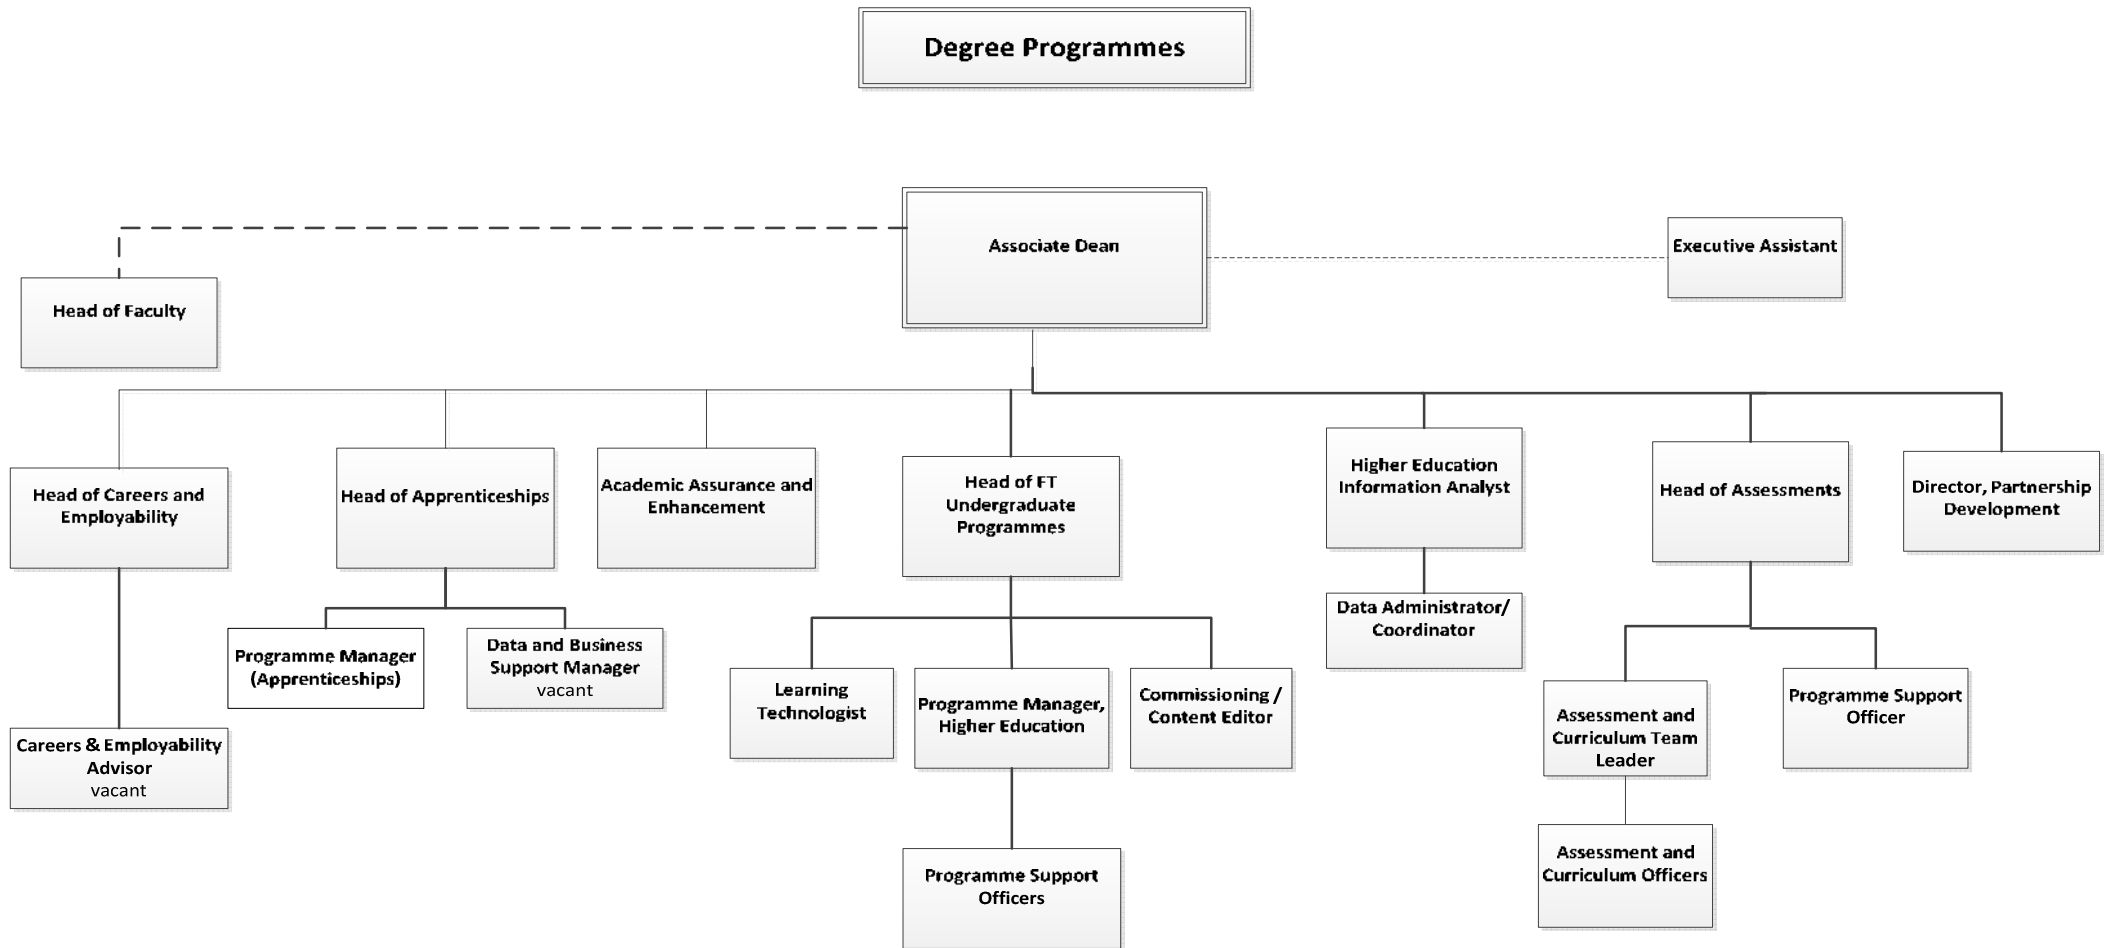 Degree Programmes
Associate Dean
Executive Assistant
Head of Faculty
Head of Careers and
Employability
Head of Apprenticeships
Academic Assurance and
Enhancement
Head of FT
Undergraduate
Programmes
Higher Education
Information Analyst
Head of Assessments
Director, Partnership
Development
Programme Manager
(Apprenticeships)
Data and Business
Support Manager
vacant
Learning
Technologist
Programme Manager,
Higher Education
Commissioning /
Content Editor
Data Administrator/
Coordinator
Assessment and
Curriculum Team
Leader
Programme Support
Officer
Careers & Employability
Advisor
vacant
Programme Support
Officers
Assessment and
Curriculum Officers